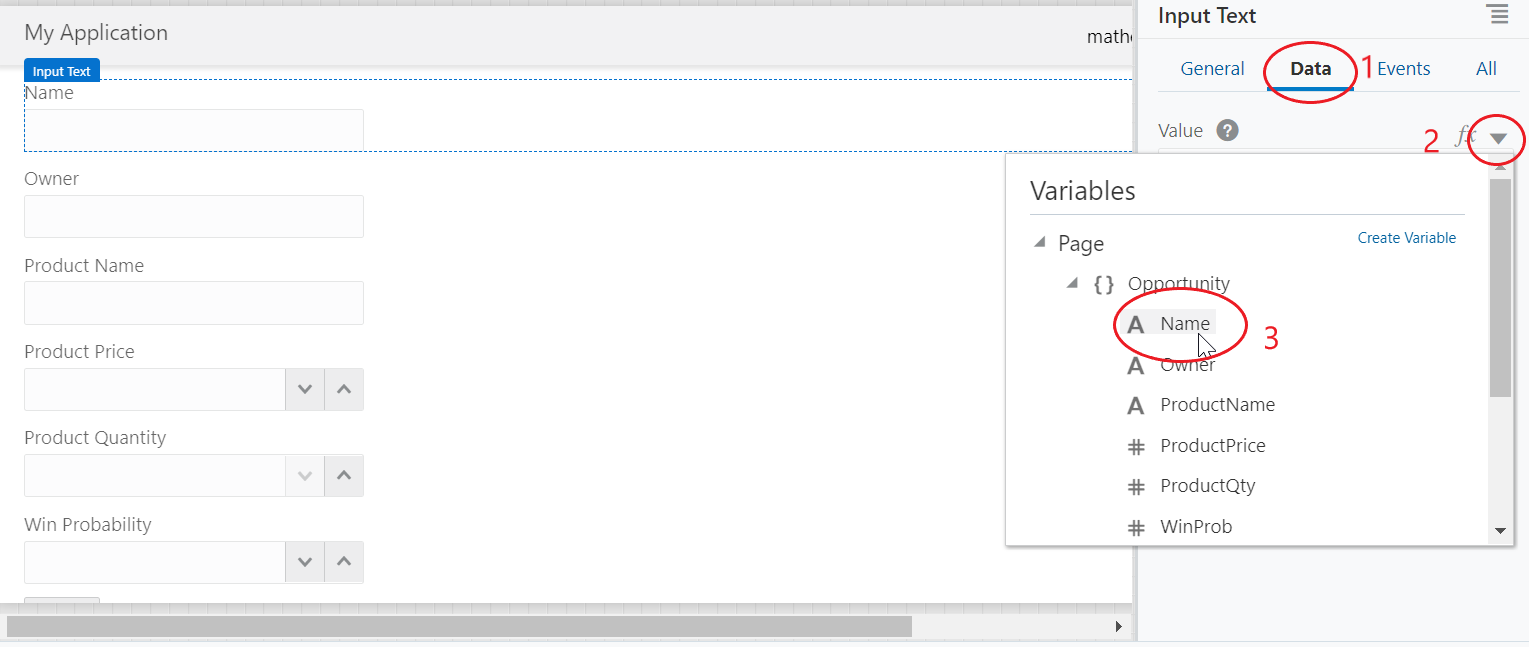 My Application
mathe
Input Text
Name
Owner
Product Name
Product Price
Product Quantity
Win Probability
Input Text
General
Data
1
Events
All
Value ?
2
fx
Variables
Page
Create Variable
{} Opportunity
A Name
3
A Owner
A ProductName
# ProductPrice
# ProductQty
# WinProb